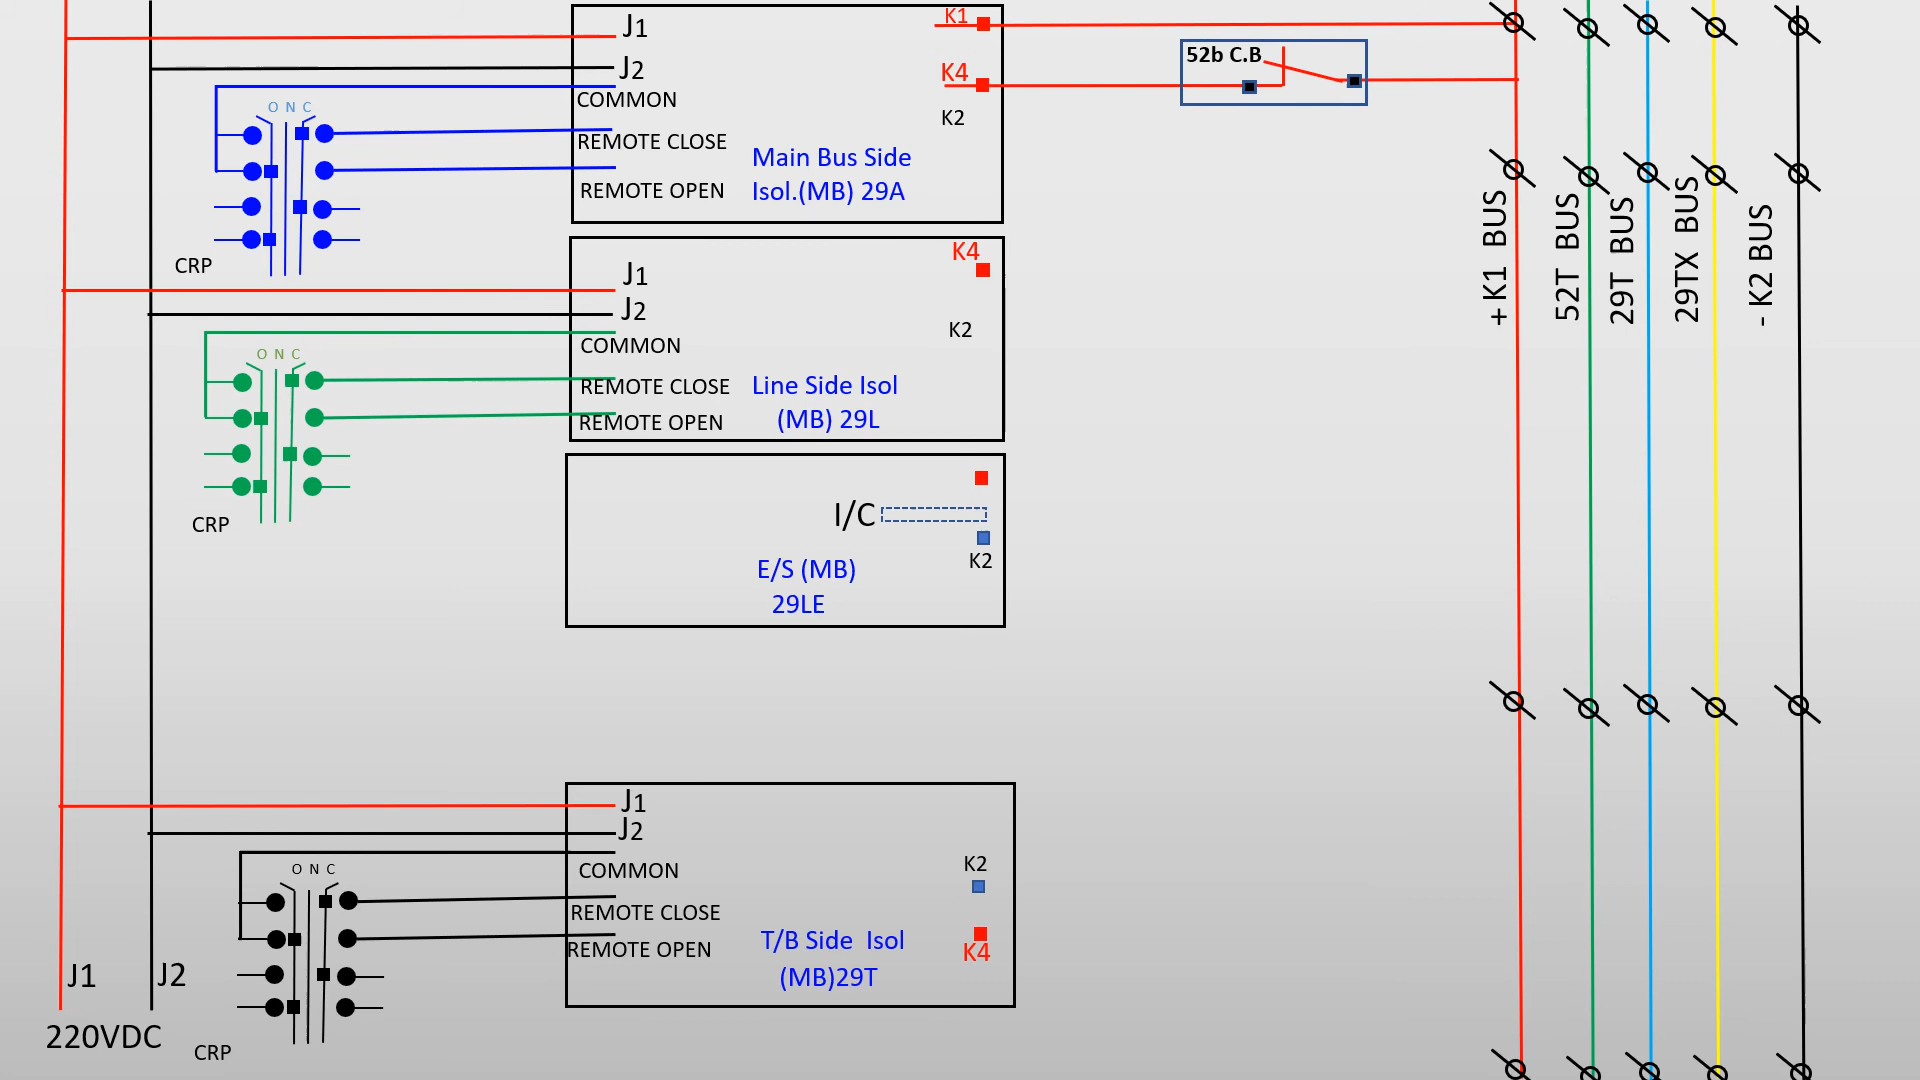 J1
K1
J2
K4
52b C.B
COMMON
O N C
K2
REMOTE CLOSE
Main Bus Side
REMOTE OPEN
Isol.(MB) 29A
CRP
J1
K4
J2
K2
COMMON
O N C
REMOTE CLOSE
Line Side Isol
REMOTE OPEN
(MB) 29L
CRP
I/C
K2
E/S (MB)
29LE
+K1 BUS
52T BUS
29T BUS
29TX BUS
- K2 BUS
J1
J2
COMMON
O N C
K2
REMOTE CLOSE
T/B Side Isol
REMOTE OPEN
K4
(MB)29T
J1
J2
220VDC
CRP